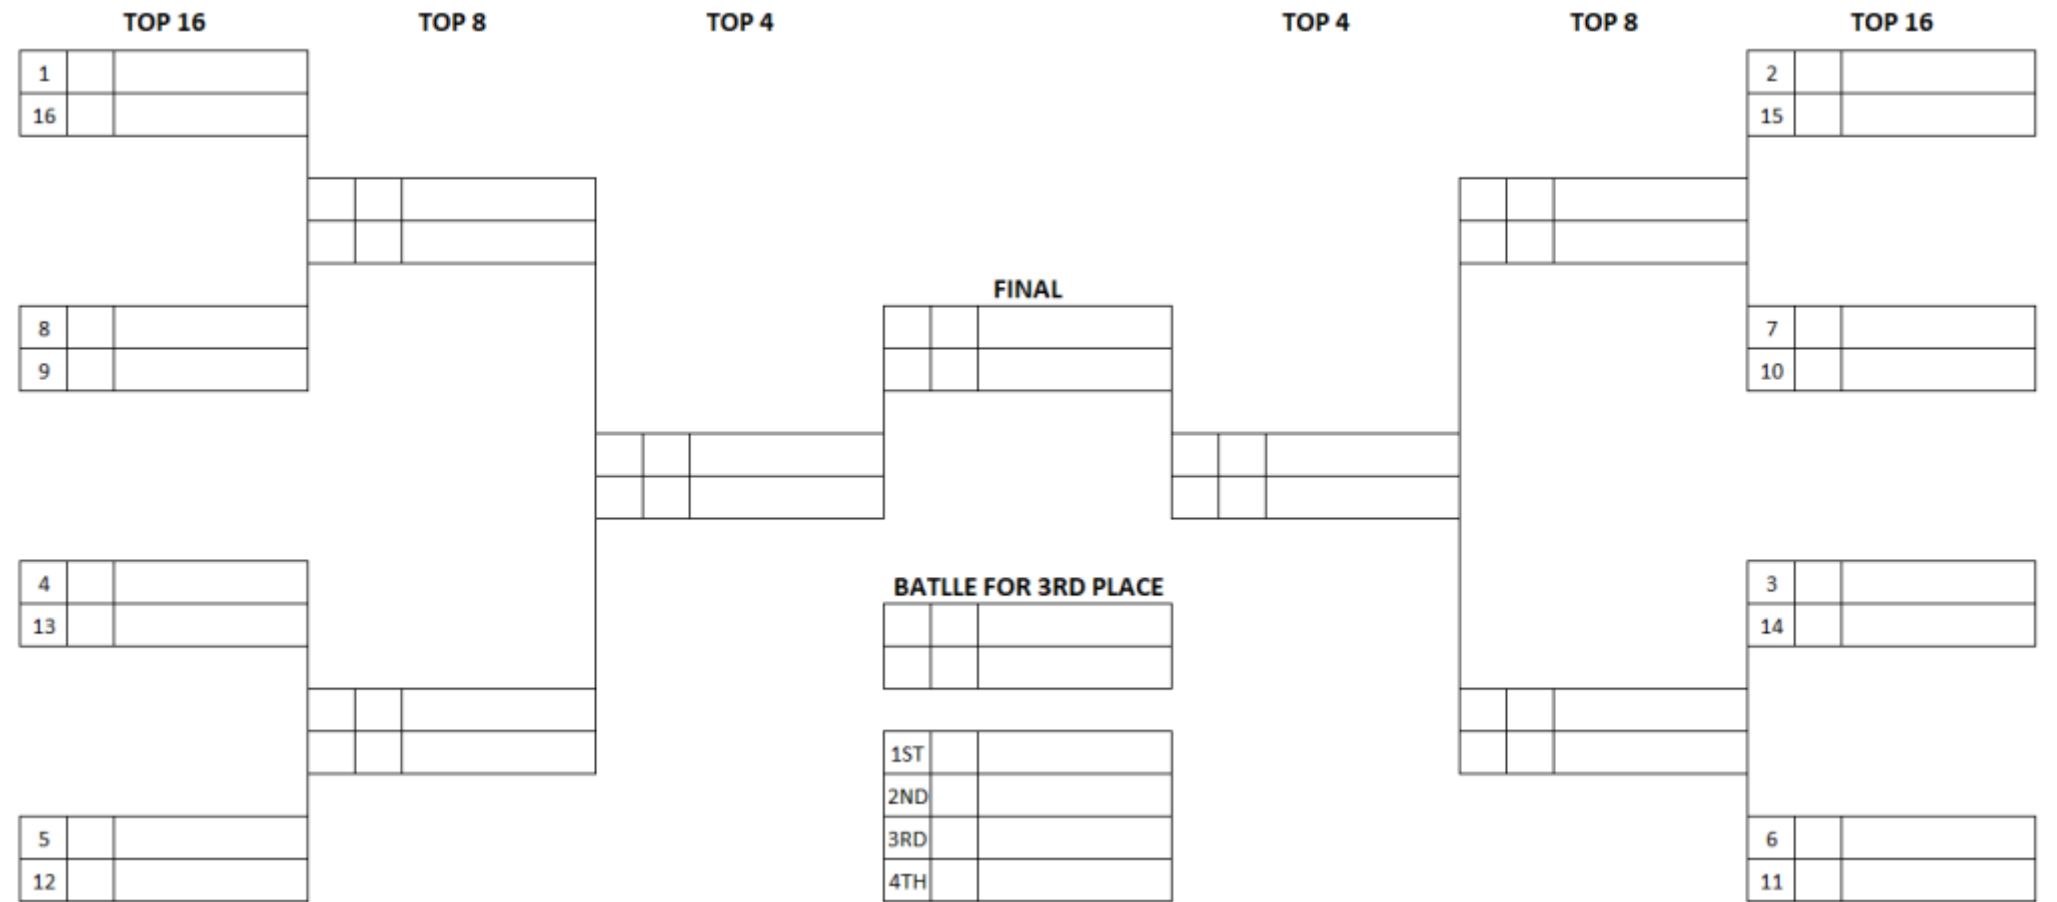 TOP 16 TOP 8 TOP 4 TOP 4 TOP 8 TOP 16
1 2
16 15
FINAL
8 7
9 10
4 3
BATLLE FOR 3RD PLACE
13 14
1ST
2ND
5 3RD 6
12 4TH 11